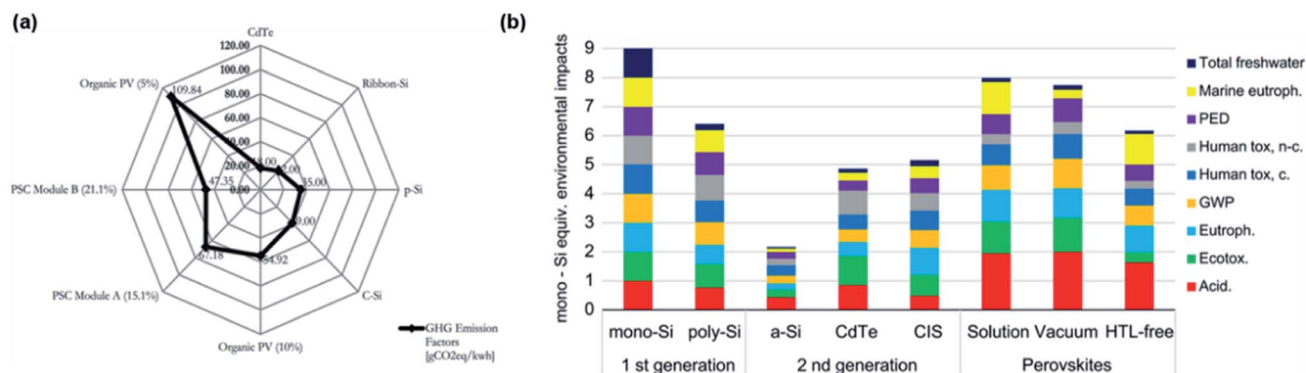 (a)
CdTe
120.00
100.00
80.00
60.00
40.00
20.00
0.00
Organic PV (5%)
109.84
Ribbon-Si
PSC Module B (21.1%)
47.35
p-Si
67.18
54.92
PSC Module A (15.1%)
C-Si
Organic PV (10%)
GHG Emission
Factors
[gCO2eq/kwh]
(b)
mono - Si equiv. environmental impacts
9
8
7
6
5
4
3
2
1
0
mono-Si poly-Si a-Si CdTe CIS Solution Vacuum HTL-free
1 st generation 2 nd generation Perovskites
Total freshwater
Marine eutroph.
PED
Human tox, n-c.
Human tox, c.
GWP
Eutroph.
Ecotox.
Acid.